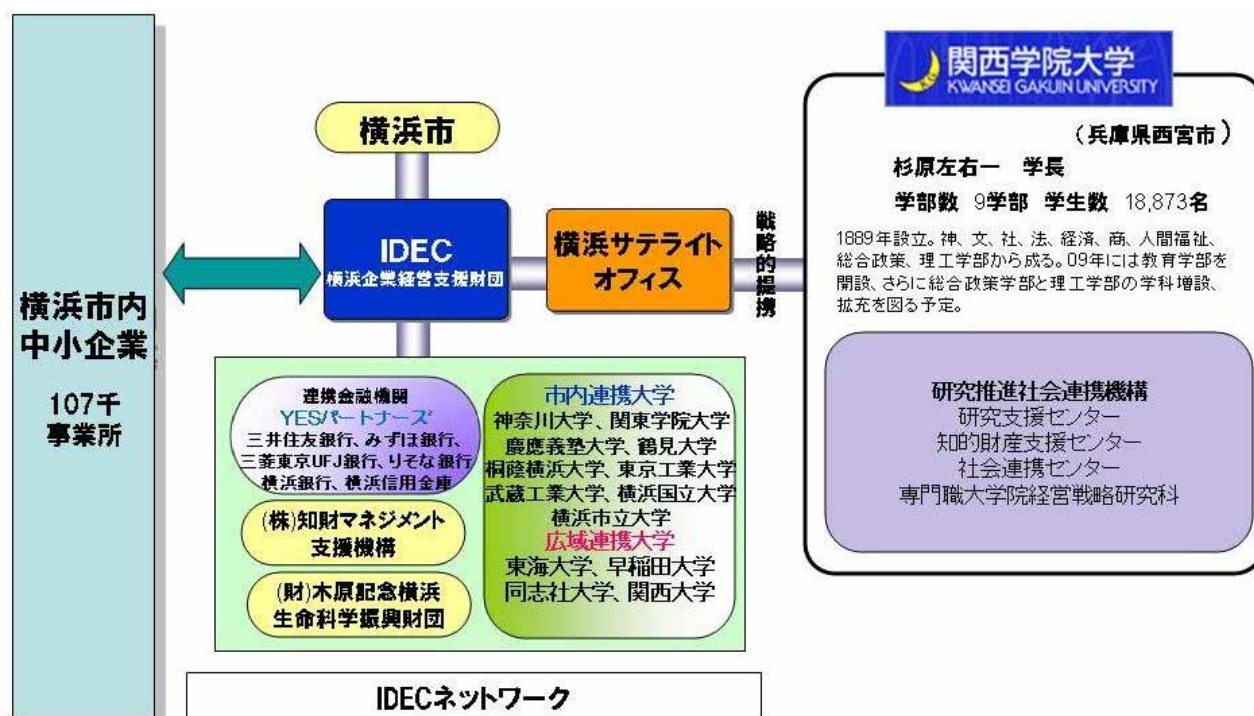 横浜市内
中小企業
107千
事業所
横浜市
IDEC
横浜企業経営支援財団
横浜サテライト
オフィス
戦略的提携
連携金融機関
YESパートナーズ
三井住友銀行、みずほ銀行、
三菱東京UFJ銀行、りそな銀行
横浜銀行、横浜信用金庫
(株)知財マネジメント
支援機構
(財)木原記念横浜
生命科学振興財団
市内連携大学
神奈川大学、関東学院大学
慶應義塾大学、鶴見大学
桐蔭横浜大学、東京工業大学
武蔵工業大学、横浜国立大学
横浜市立大学
広域連携大学
東海大学、早稲田大学
同志社大学、関西大学
IDECネットワーク
関西学院大学
KWANSEI GAKUIN UNIVERSITY
(兵庫県西宮市)
杉原左右一 学長
学部数 9学部 学生数 18,873名
1889年設立。神、文、社、法、経済、商、人間福祉、
総合政策、理工学部から成る。09年には教育学部を
開設、さらに総合政策学部と理工学部の学科増設、
拡充を図る予定。
研究推進社会連携機構
研究支援センター
知的財産支援センター
社会連携センター
専門職大学院経営戦略研究科